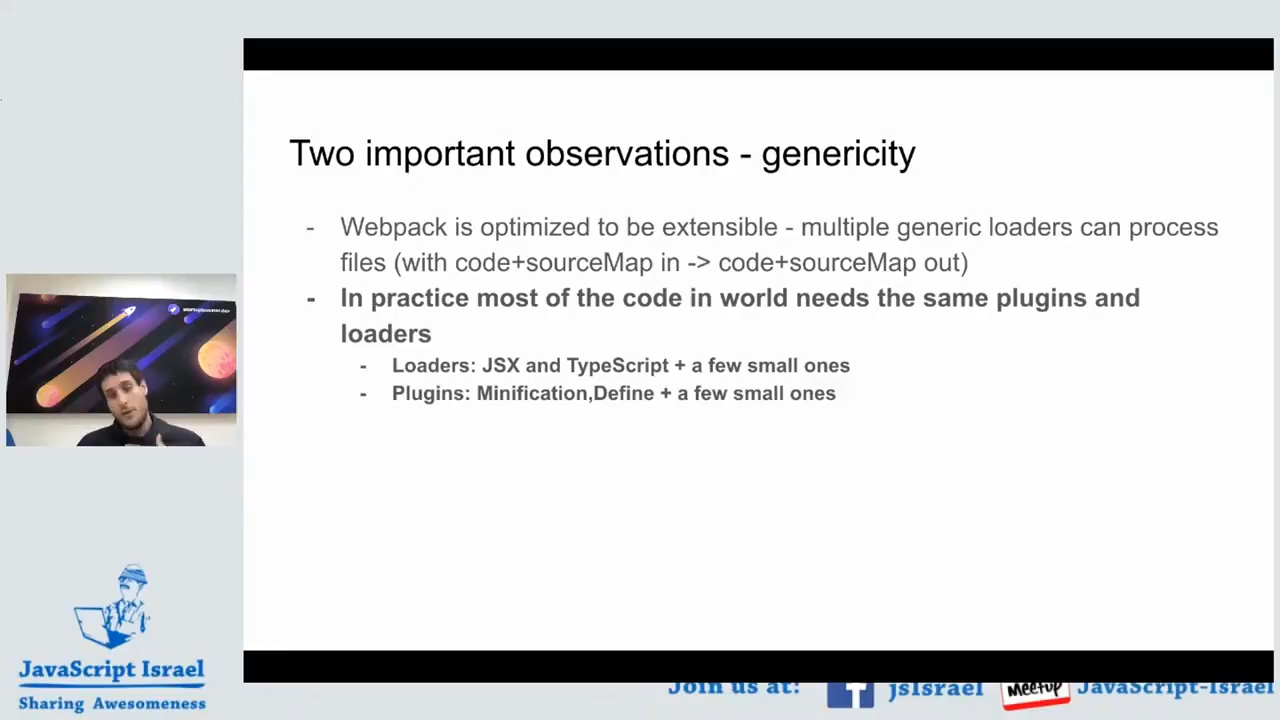 Two important observations - genericity
- Webpack is optimized to be extensible - multiple generic loaders can process
files (with code+sourceMap in -> code+sourceMap out)
- In practice most of the code in world needs the same plugins and
loaders
- Loaders: JSX and TypeScript + a few small ones
- Plugins: Minification,Define + a few small ones
JavaScript Israel
Sharing Awesomeness
Join us at: f jsIsrael Meetup JavaScript-Israel